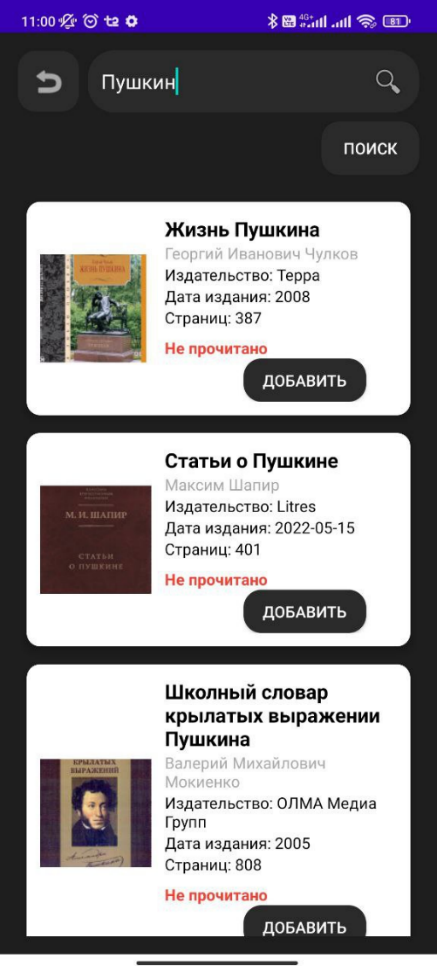 11:00
4G+
81
Пушкин
ПОИСК
ЖИЗНЬ ПУШКИНА
Жизнь Пушкина
Георгий Иванович Чулков
Издательство: Терра
Дата издания: 2008
Страниц: 387
Не прочитано
ДОБАВИТЬ
М. И. ШАПИР
СТАТЬИ
О ПУШКИНЕ
Статьи о Пушкине
Максим Шапир
Издательство: Litres
Дата издания: 2022-05-15
Страниц: 401
Не прочитано
ДОБАВИТЬ
КРЫЛАТЫХ
ВЫРАЖЕНИЙ
Школный словар
крылатых выражении
Пушкина
Валерий Михайлович
Мокиенко
Издательство: ОЛМА Медиа
Групп
Дата издания: 2005
Страниц: 808
Не прочитано
ДОБАВИТЬ